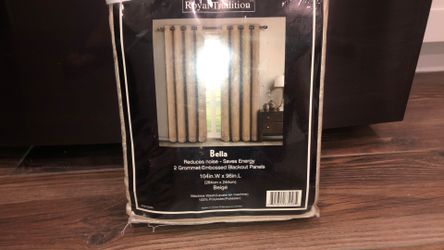 Royal Tradition
Bella
Reduces noise - Saves Energy
2 Grommet Embossed Blackout Panels
104in.W x 96in.L
Beige
100% Polyester